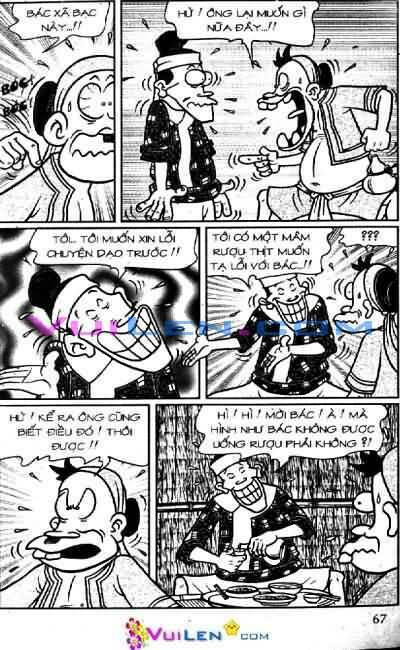 BÁC XÃ BẠC
NÀY...!!
BỐC!
BỐC!
HỪ! ÔNG LẠI MUỐN GÌ
NỮA ĐÂY...!!
TÔI.. TÔI MUỐN XIN LỖI
CHUYỆN DẠO TRƯỚC!!
TÔI CÓ MỘT MÂM
RƯỢU THỊT MUỐN
TẠ LỖI VỚI BÁC..!
???
VUILEN.COM
HỪ! KỂ RA ÔNG CŨNG
BIẾT ĐIỀU ĐÓ! THÔI
ĐƯỢC!!
HÌ! HÌ! MỜI BÁC! À! MÀ
HÌNH NHƯ BÁC KHÔNG ĐƯỢC
UỐNG RƯỢU PHẢI KHÔNG?!
67
VUILEN.COM